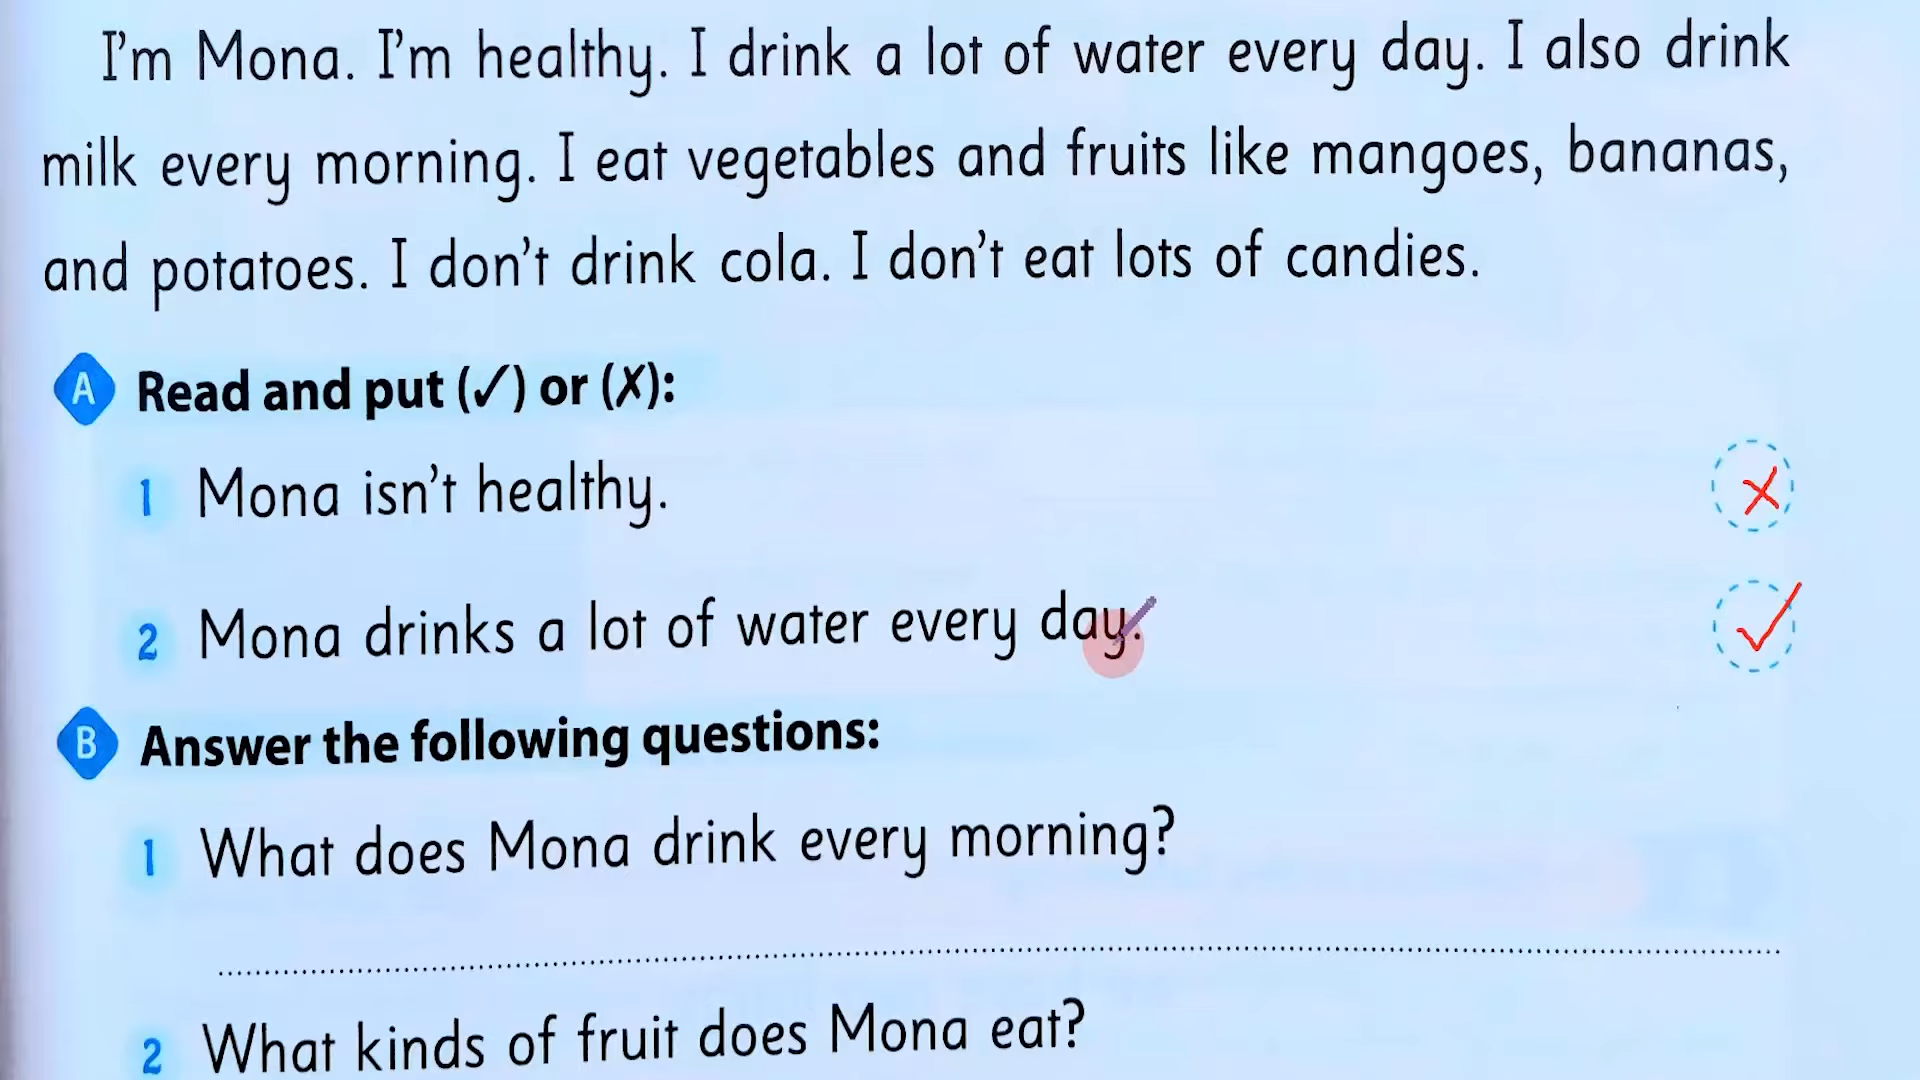 I'm Mona. I'm healthy. I drink a lot of water every day. I also drink
milk every morning. I eat vegetables and fruits like mangoes, bananas,
and potatoes. I don't drink cola. I don't eat lots of candies.
A Read and put (✓) or (✗):
1 Mona isn't healthy. ✗
2 Mona drinks a lot of water every day. ✓
B Answer the following questions:
1 What does Mona drink every morning?
2 What kinds of fruit does Mona eat?